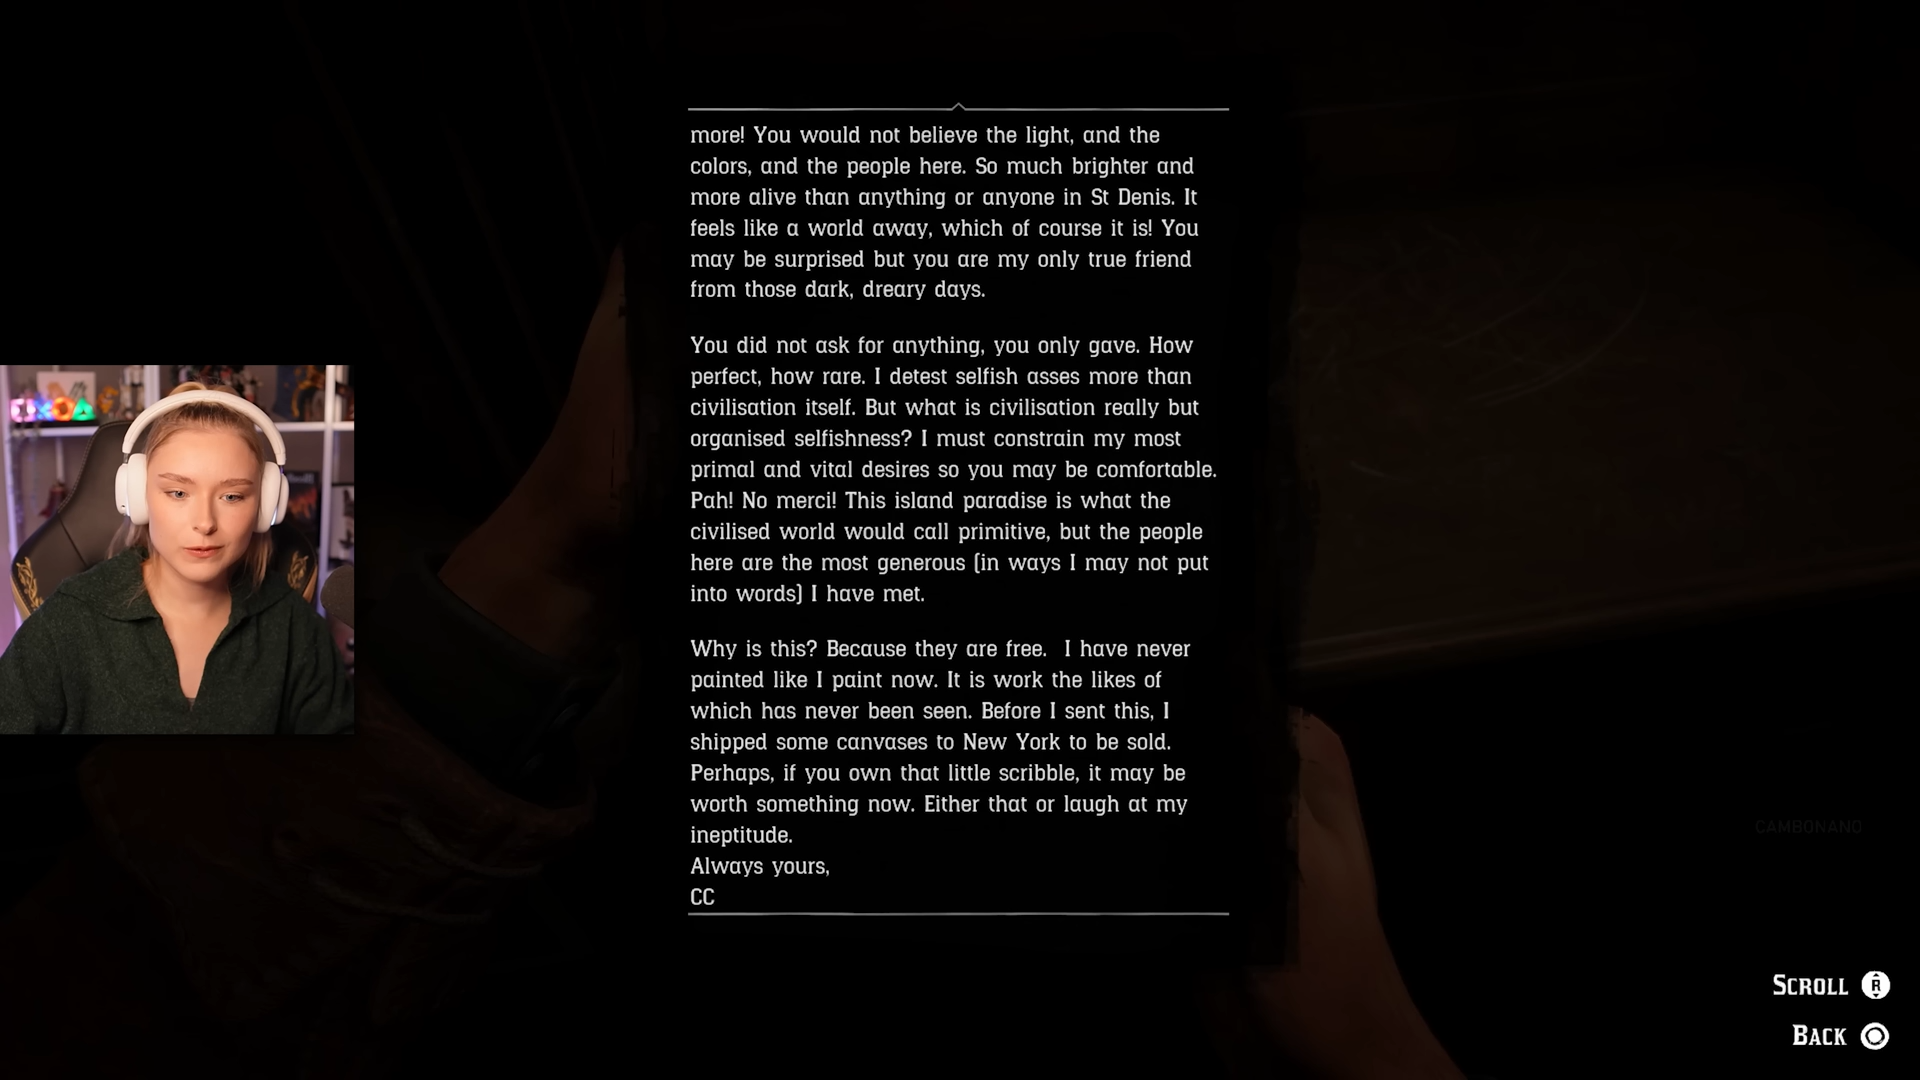 more! You would not believe the light, and the
colors, and the people here. So much brighter and
more alive than anything or anyone in St Denis. It
feels like a world away, which of course it is! You
may be surprised but you are my only true friend
from those dark, dreary days.
You did not ask for anything, you only gave. How
perfect, how rare. I detest selfish asses more than
civilisation itself. But what is civilisation really but
organised selfishness? I must constrain my most
primal and vital desires so you may be comfortable.
Pah! No merci! This island paradise is what the
civilised world would call primitive, but the people
here are the most generous (in ways I may not put
into words) I have met.
Why is this? Because they are free.  I have never
painted like I paint now. It is work the likes of
which has never been seen. Before I sent this, I
shipped some canvases to New York to be sold.
Perhaps, if you own that little scribble, it may be
worth something now. Either that or laugh at my
ineptitude.
Always yours,
CC
CAMBONANO
SCROLL R
BACK